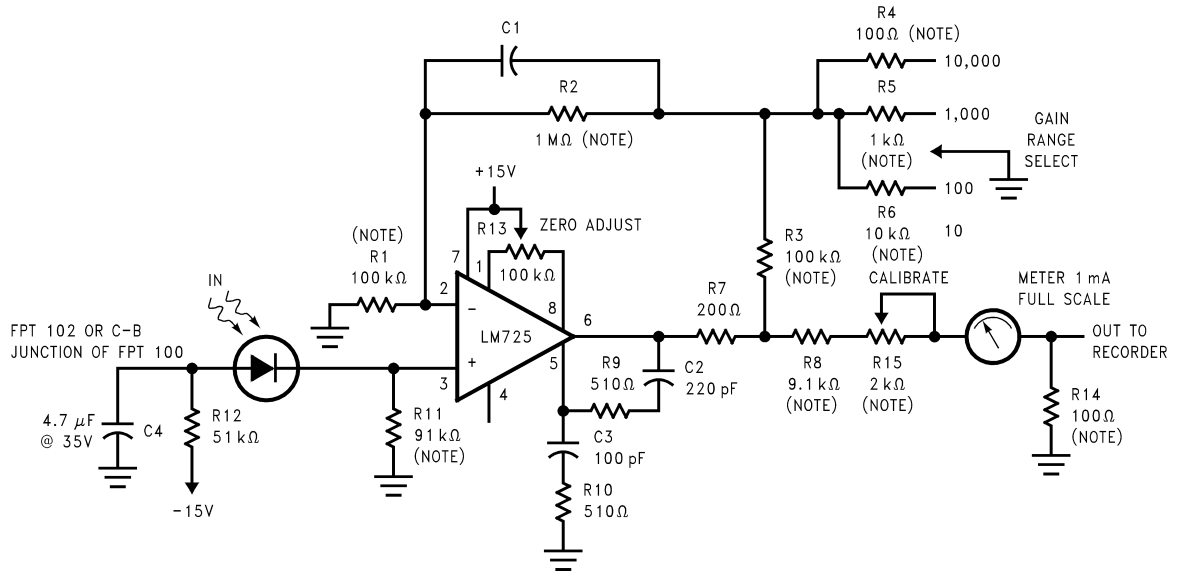 C1
R4
100Ω (NOTE)
10,000
R2
1 MΩ (NOTE)
R5
1,000
1 kΩ
(NOTE)
GAIN
RANGE
SELECT
100
R6
10 kΩ
(NOTE)
10
+15V
R13
ZERO ADJUST
100 kΩ
(NOTE)
R1
100 kΩ
7
1
2
−
8
R3
100 kΩ
(NOTE)
CALIBRATE
METER 1 mA
FULL SCALE
IN
FPT 102 OR C-B
JUNCTION OF FPT 100
LM725
6
R7
200Ω
OUT TO
RECORDER
+
3
5
4
R9
510Ω
C2
220 pF
R8
9.1 kΩ
(NOTE)
R15
2 kΩ
(NOTE)
R14
100Ω
(NOTE)
4.7 μF
@ 35V
C4
R12
51 kΩ
R11
91 kΩ
(NOTE)
C3
100 pF
R10
510Ω
−15V